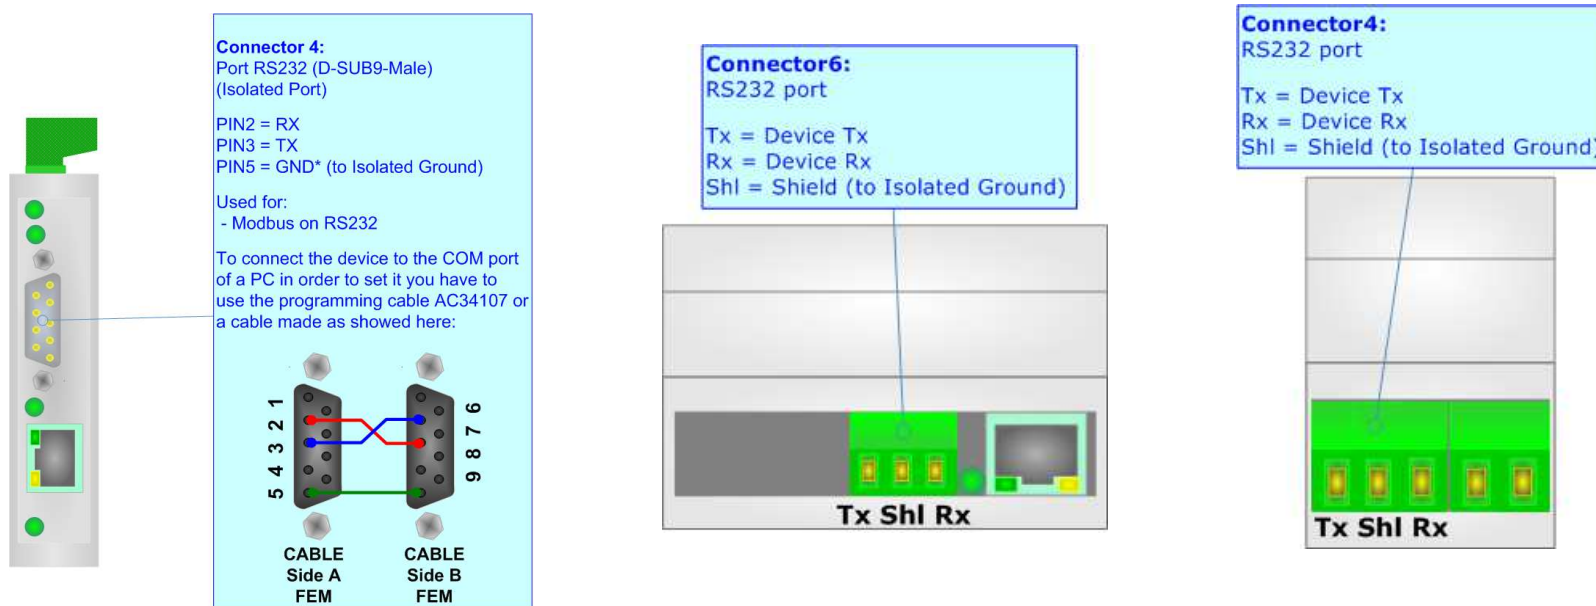 Connector 4:
Port RS232 (D-SUB9-Male)
(Isolated Port)
PIN2 = RX
PIN3 = TX
PIN5 = GND* (to Isolated Ground)
Used for:
- Modbus on RS232
To connect the device to the COM port
of a PC in order to set it you have to
use the programming cable AC34107 or
a cable made as showed here:
1
2
3
4
5
6
7
8
9
CABLE
Side A
FEM
CABLE
Side B
FEM
Connector6:
RS232 port
Tx = Device Tx
Rx = Device Rx
Shl = Shield (to Isolated Ground)
Tx Shl Rx
Connector4:
RS232 port
Tx = Device Tx
Rx = Device Rx
Shl = Shield (to Isolated Ground)
Tx Shl Rx